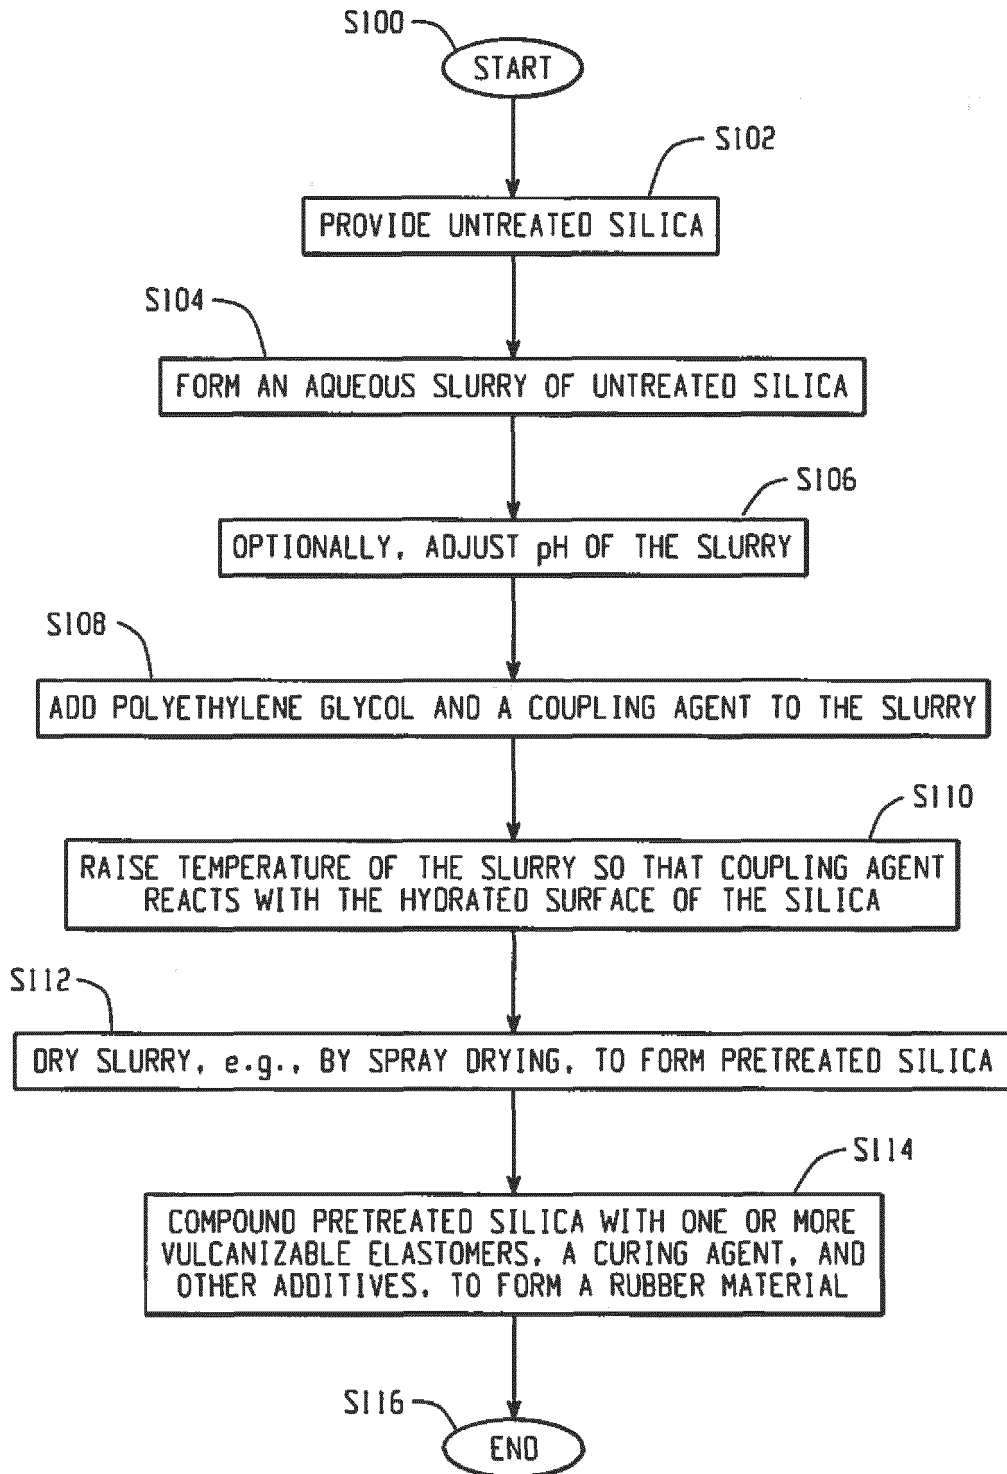 S100
START
S102
PROVIDE UNTREATED SILICA
S104
FORM AN AQUEOUS SLURRY OF UNTREATED SILICA
S106
OPTIONALLY, ADJUST pH OF THE SLURRY
S108
ADD POLYETHYLENE GLYCOL AND A COUPLING AGENT TO THE SLURRY
S110
RAISE TEMPERATURE OF THE SLURRY SO THAT COUPLING AGENT
REACTS WITH THE HYDRATED SURFACE OF THE SILICA
S112
DRY SLURRY, e.g., BY SPRAY DRYING, TO FORM PRETREATED SILICA
S114
COMPOUND PRETREATED SILICA WITH ONE OR MORE
VULCANIZABLE ELASTOMERS, A CURING AGENT, AND
OTHER ADDITIVES, TO FORM A RUBBER MATERIAL
S116
END